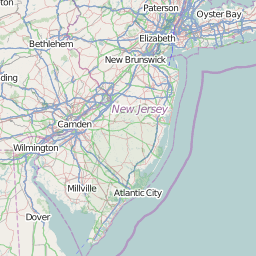 Paterson
Oyster Bay
Elizabeth
Bethlehem
New Brunswick
New Jersey
Camden
Wilmington
Millville
Atlantic City
Dover